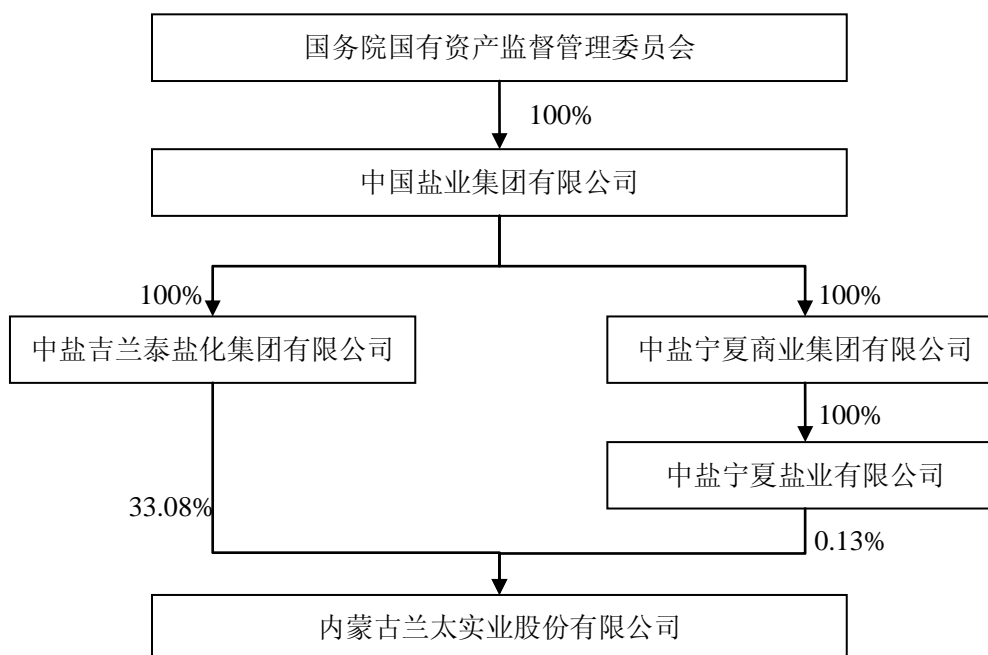 国务院国有资产监督管理委员会
100%
中国盐业集团有限公司
100%
100%
中盐吉兰泰盐化集团有限公司
中盐宁夏商业集团有限公司
100%
中盐宁夏盐业有限公司
33.08%
0.13%
内蒙古兰太实业股份有限公司